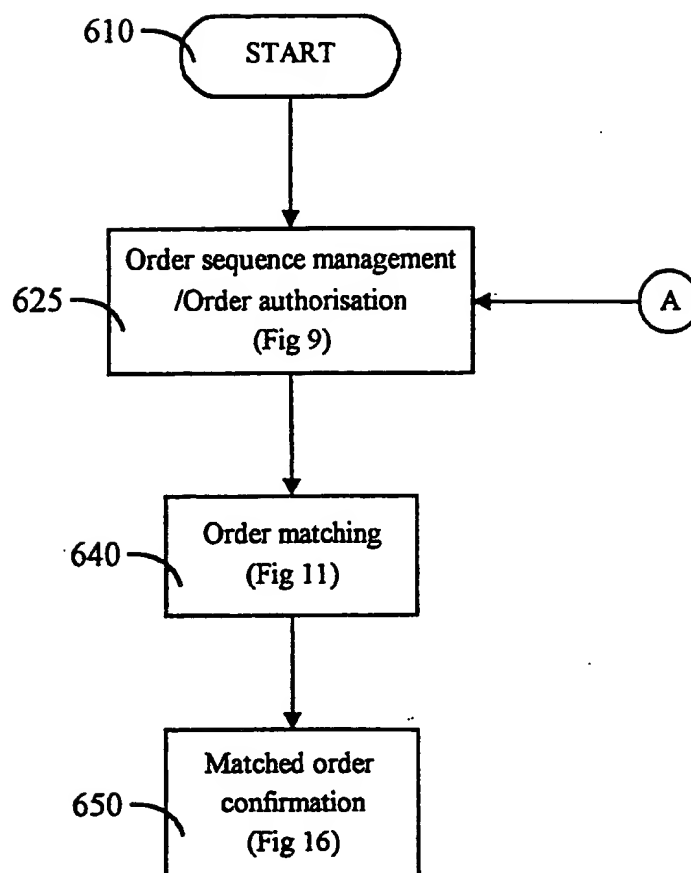 610
START
Order sequence management
/Order authorisation
(Fig 9)
625
A
Order matching
(Fig 11)
640
Matched order
confirmation
(Fig 16)
650